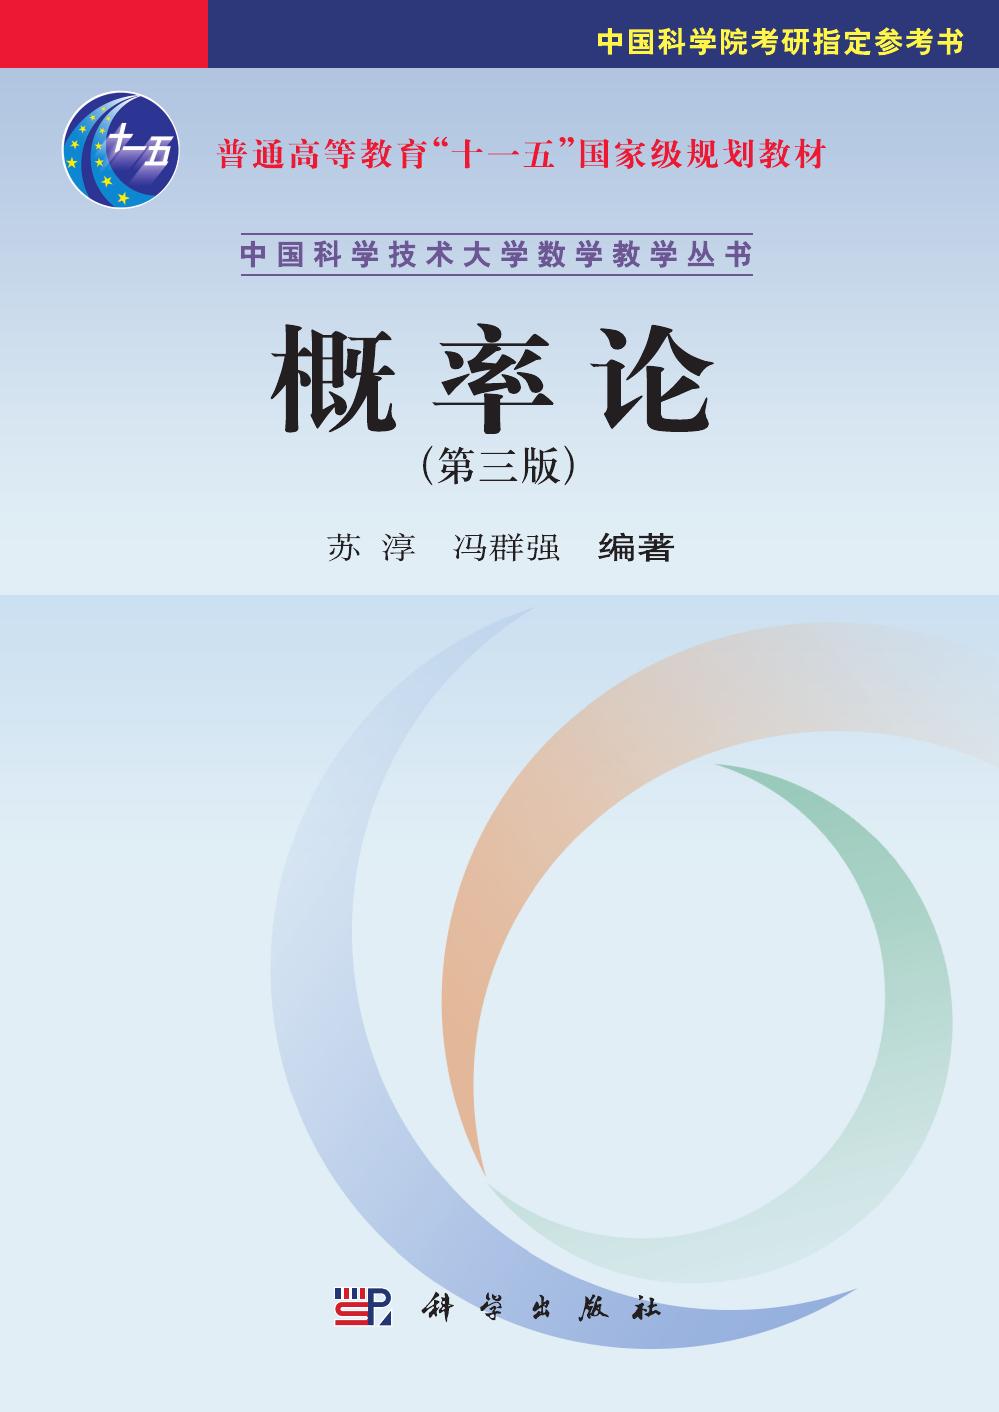 中国科学院考研指定参考书
十一五
普通高等教育“十一五”国家级规划教材
中国科学技术大学数学教学丛书
概率论
（第三版）
苏 淳 冯群强 编著
SP 科学出版社